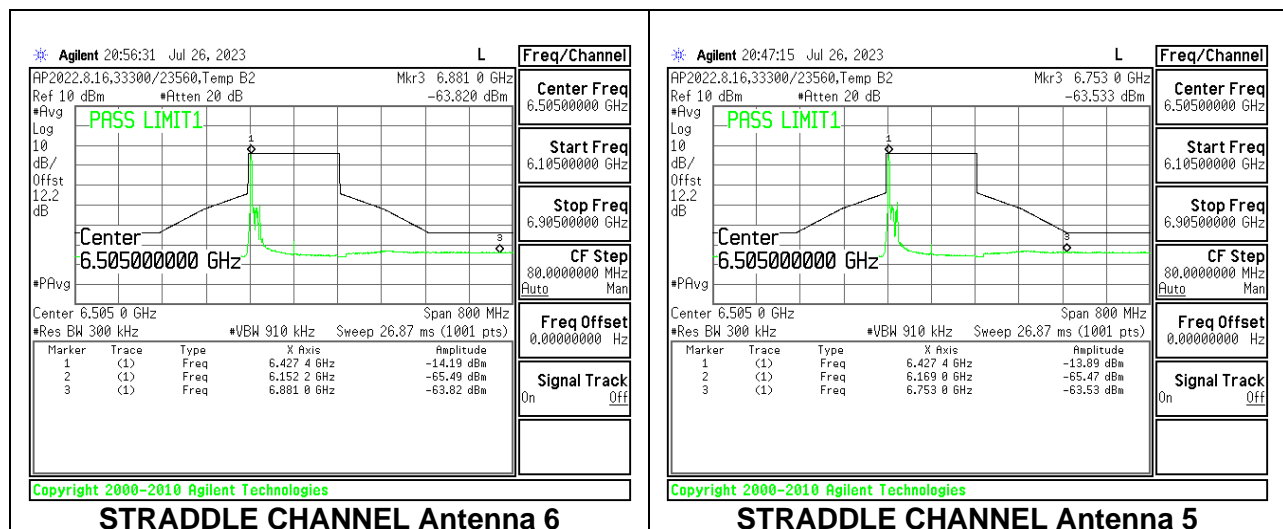 Agilent 20:56:31 Jul 26, 2023 L
AP2022.8.16,33300/23560,Temp B2 Mkr3 6.881 0 GHz
Ref 10 dBm #Atten 20 dB -63.820 dBm
#Avg
Log
10
dB/
Offst
12.2
dB
#PAvg
PASS LIMIT1
1
3
Center
6.505000000 GHz
Center 6.505 0 GHz Span 800 MHz
#Res BW 300 kHz #VBW 910 kHz Sweep 26.87 ms (1001 pts)
Marker Trace Type X Axis Amplitude
1 (1) Freq 6.427 4 GHz -14.19 dBm
2 (1) Freq 6.152 2 GHz -65.49 dBm
3 (1) Freq 6.881 0 GHz -63.82 dBm
Freq/Channel
Center Freq
6.50500000 GHz
Start Freq
6.10500000 GHz
Stop Freq
6.90500000 GHz
CF Step
80.0000000 MHz
Auto Man
Freq Offset
0.00000000 Hz
Signal Track
On Off
Copyright 2000-2010 Agilent Technologies
STRADDLE CHANNEL Antenna 6
Agilent 20:47:15 Jul 26, 2023 L
AP2022.8.16,33300/23560,Temp B2 Mkr3 6.753 0 GHz
Ref 10 dBm #Atten 20 dB -63.533 dBm
#Avg
Log
10
dB/
Offst
12.2
dB
#PAvg
PASS LIMIT1
1
3
Center
6.505000000 GHz
Center 6.505 0 GHz Span 800 MHz
#Res BW 300 kHz #VBW 910 kHz Sweep 26.87 ms (1001 pts)
Marker Trace Type X Axis Amplitude
1 (1) Freq 6.427 4 GHz -13.89 dBm
2 (1) Freq 6.169 0 GHz -65.47 dBm
3 (1) Freq 6.753 0 GHz -63.53 dBm
Freq/Channel
Center Freq
6.50500000 GHz
Start Freq
6.10500000 GHz
Stop Freq
6.90500000 GHz
CF Step
80.0000000 MHz
Auto Man
Freq Offset
0.00000000 Hz
Signal Track
On Off
Copyright 2000-2010 Agilent Technologies
STRADDLE CHANNEL Antenna 5